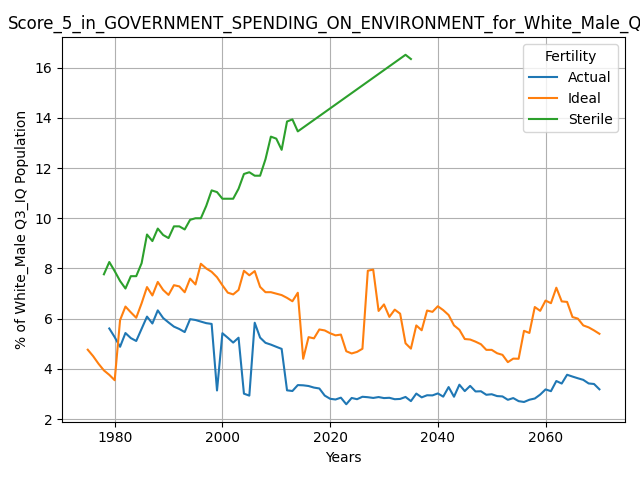 Score_5_in_GOVERNMENT_SPENDING_ON_ENVIRONMENT_for_White_Male_Q
Fertility
Actual
Ideal
Sterile
% of White_Male Q3_IQ Population
16
14
12
10
8
6
4
2
1980 2000 2020 2040 2060
Years